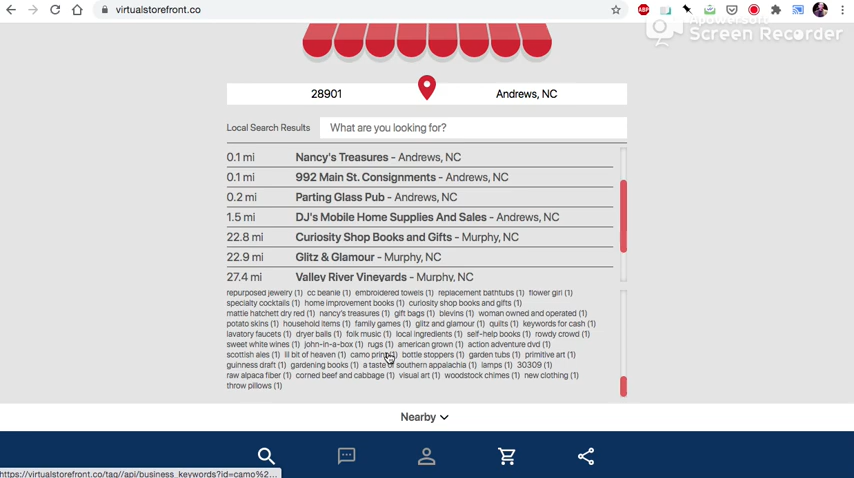 virtualstorefront.co
ABP
Apowersoft
Screen Recorder
28901
Andrews, NC
Local Search Results
What are you looking for?
0.1 mi Nancy's Treasures - Andrews, NC
0.1 mi 992 Main St. Consignments - Andrews, NC
0.2 mi Parting Glass Pub - Andrews, NC
1.5 mi DJ's Mobile Home Supplies And Sales - Andrews, NC
22.8 mi Curiosity Shop Books and Gifts - Murphy, NC
22.9 mi Glitz & Glamour - Murphy, NC
27.4 mi Valley River Vineyards - Murphy, NC
repurposed jewelry (1) cc beanie (1) embroidered towels (1) replacement bathtubs (1) flower girl (1)
specialty cocktails (1) home improvement books (1) curiosity shop books and gifts (1)
mattie hatchett dry red (1) nancy's treasures (1) gift bags (1) blevins (1) woman owned and operated (1)
potato skins (1) household items (1) family games (1) glitz and glamour (1) quilts (1) keywords for cash (1)
lavatory faucets (1) dryer balls (1) folk music (1) local ingredients (1) self-help books (1) rowdy crowd (1)
sweet white wines (1) john-in-a-box (1) rugs (1) american grown (1) action adventure dvd (1)
scottish ales (1) lil bit of heaven (1) camo print (1) bottle stoppers (1) garden tubs (1) primitive art (1)
guinness draft (1) gardening books (1) a taste of southern appalachia (1) lamps (1) 30309 (1)
raw alpaca fiber (1) corned beef and cabbage (1) visual art (1) woodstock chimes (1) new clothing (1)
throw pillows (1)
Nearby
https://virtualstorefront.co/tag//api/business_keywords?id=camo%2...